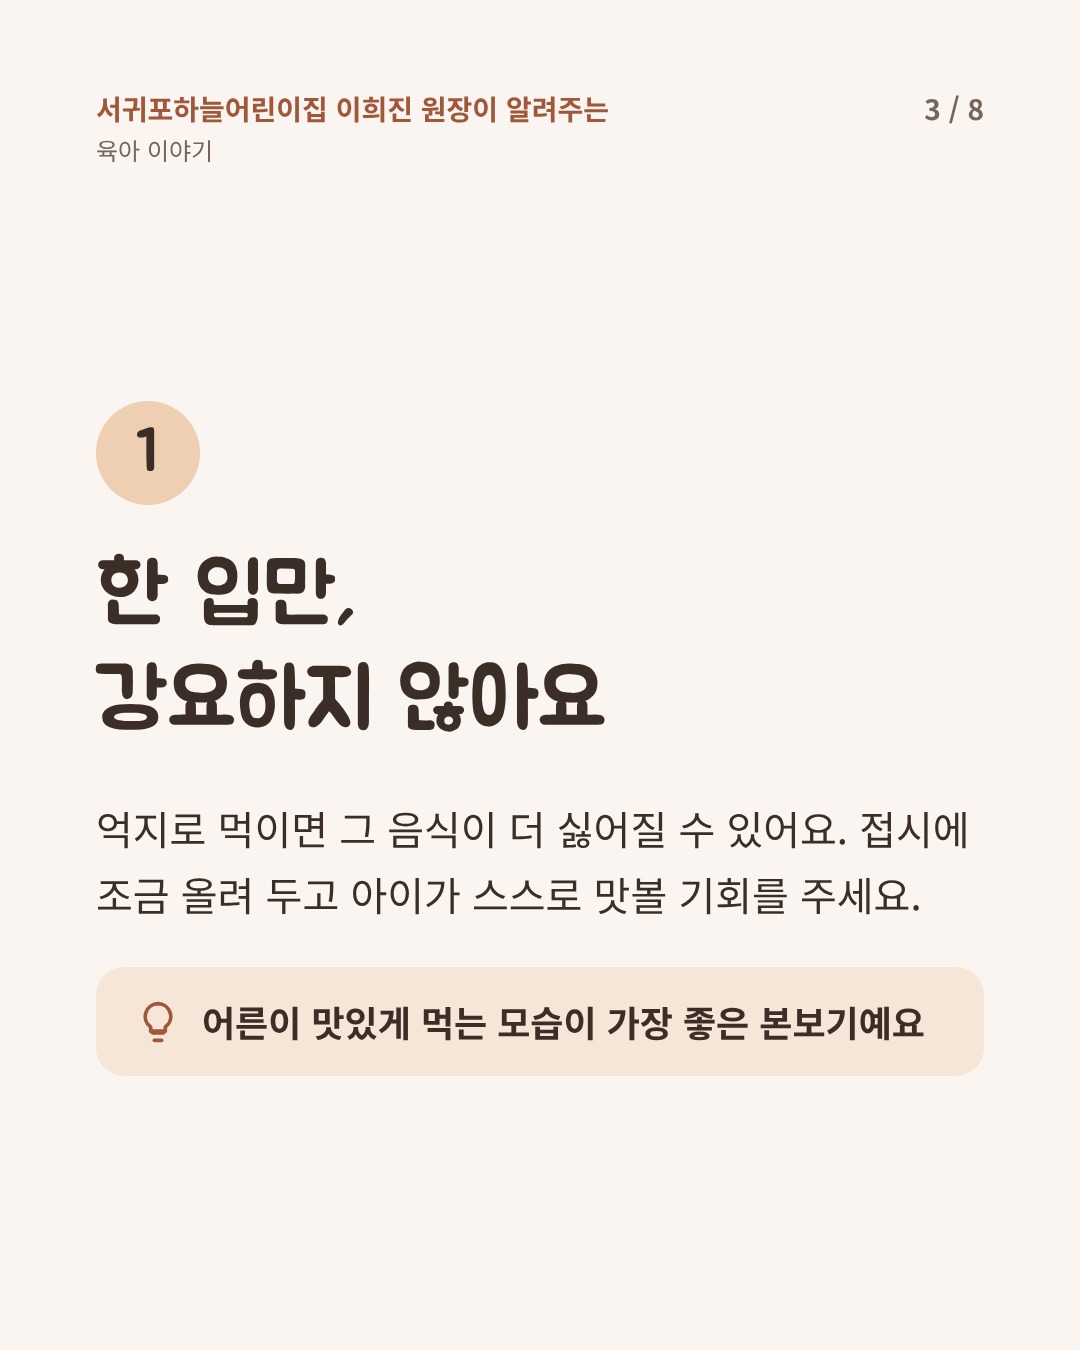 서귀포하늘어린이집 이희진 원장이 알려주는
3 / 8
육아 이야기
1
한 입만,
강요하지 않아요
억지로 먹이면 그 음식이 더 싫어질 수 있어요. 접시에
조금 올려 두고 아이가 스스로 맛볼 기회를 주세요.
어른이 맛있게 먹는 모습이 가장 좋은 본보기예요